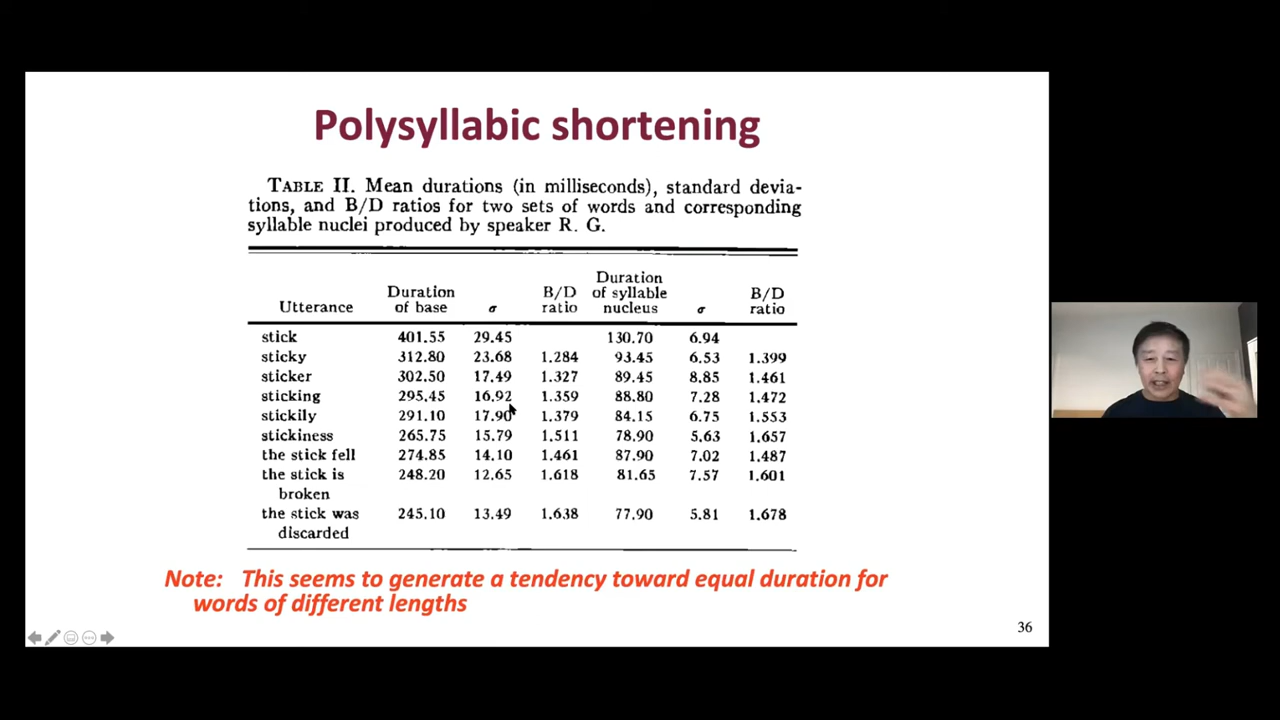 Polysyllabic shortening
TABLE II. Mean durations (in milliseconds), standard devia-
tions, and B/D ratios for two sets of words and corresponding
syllable nuclei produced by speaker R. G.
Utterance Duration of base σ B/D ratio Duration of syllable nucleus σ B/D ratio
stick 401.55 29.45 130.70 6.94
sticky 312.80 23.68 1.284 93.45 6.53 1.399
sticker 302.50 17.49 1.327 89.45 8.85 1.461
sticking 295.45 16.92 1.359 88.80 7.28 1.472
stickily 291.10 17.90 1.379 84.15 6.75 1.553
stickiness 265.75 15.79 1.511 78.90 5.63 1.657
the stick fell 274.85 14.10 1.461 87.90 7.02 1.487
the stick is 248.20 12.65 1.618 81.65 7.57 1.601
broken
the stick was 245.10 13.49 1.638 77.90 5.81 1.678
discarded
Note: This seems to generate a tendency toward equal duration for
words of different lengths
36